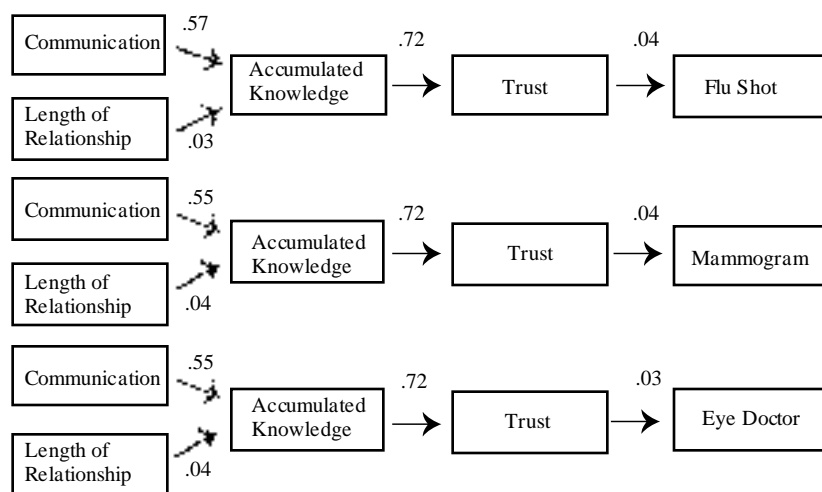 .57
.72
.04
Communication
Accumulated
Knowledge
Trust
Flu Shot
Length of
Relationship
.03
.55
.72
.04
Communication
Accumulated
Knowledge
Trust
Mammogram
Length of
Relationship
.04
.55
.72
.03
Communication
Accumulated
Knowledge
Trust
Eye Doctor
Length of
Relationship
.04